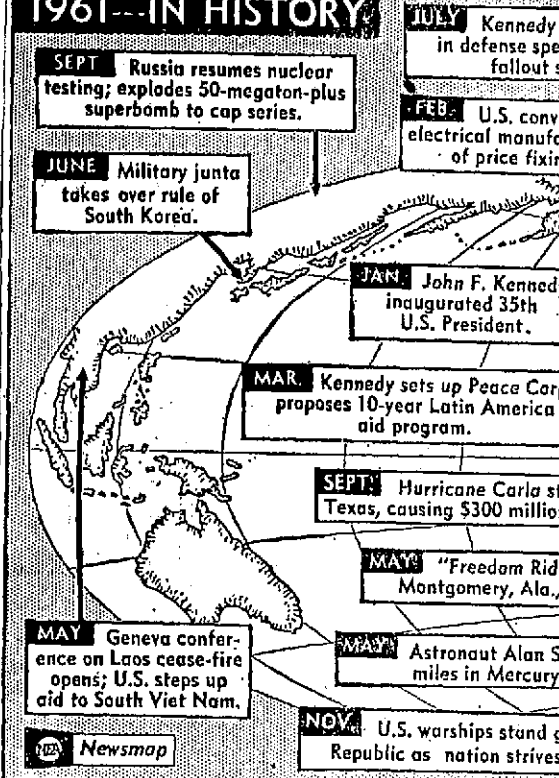 1961---IN HISTORY
JULY Kennedy
in defense spe
fallout s
SEPT Russia resumes nuclear
testing; explodes 50-megaton-plus
superbomb to cap series.
FEB. U.S. conv
electrical manufa
of price fixin
JUNE Military junta
takes over rule of
South Korea.
JAN. John F. Kenned
inaugurated 35th
U.S. President.
MAR. Kennedy sets up Peace Cor
proposes 10-year Latin America
aid program.
SEPT. Hurricane Carla st
Texas, causing $300 millio
MAY "Freedom Rid
Montgomery, Ala.,
MAY Geneva confer-
ence on Laos cease-fire
opens; U.S. steps up
aid to South Viet Nam.
MAY Astronaut Alan S
miles in Mercury
NOV. U.S. warships stand g
Republic as nation strives
NEA Newsmap